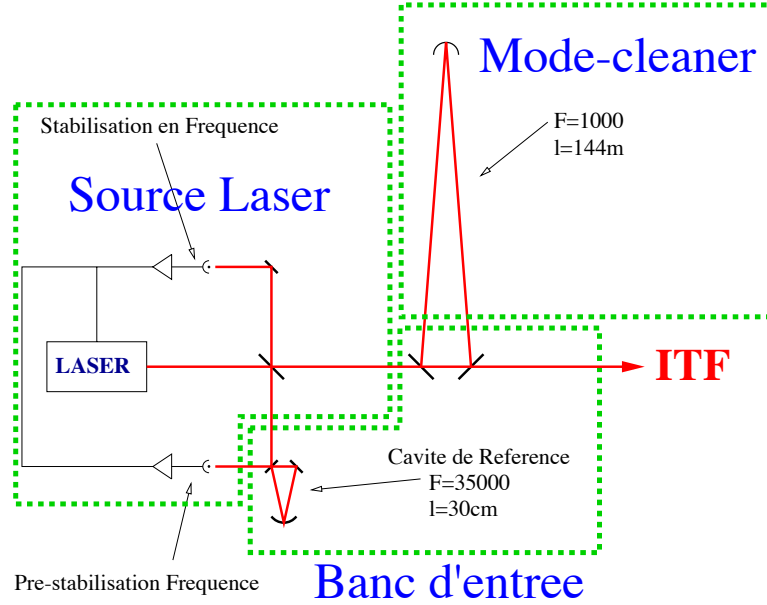 Mode-cleaner
F=1000
l=144m
Stabilisation en Frequence
Source Laser
LASER
ITF
Cavite de Reference
F=35000
l=30cm
Pre-stabilisation Frequence
Banc d'entree